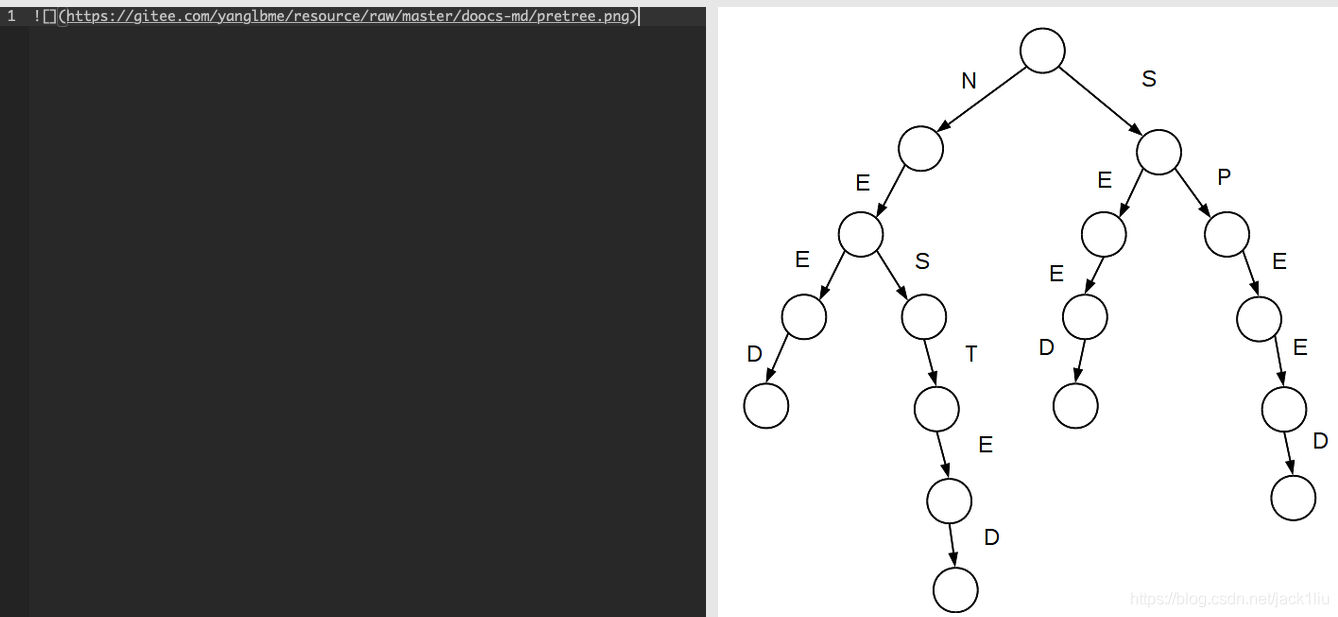 1 ![](https://gitee.com/yanglbme/resource/raw/master/doocs-md/pretree.png)
N S
E E P
E S E E
D T D E
E D
D
https://blog.csdn.net/jack1liu